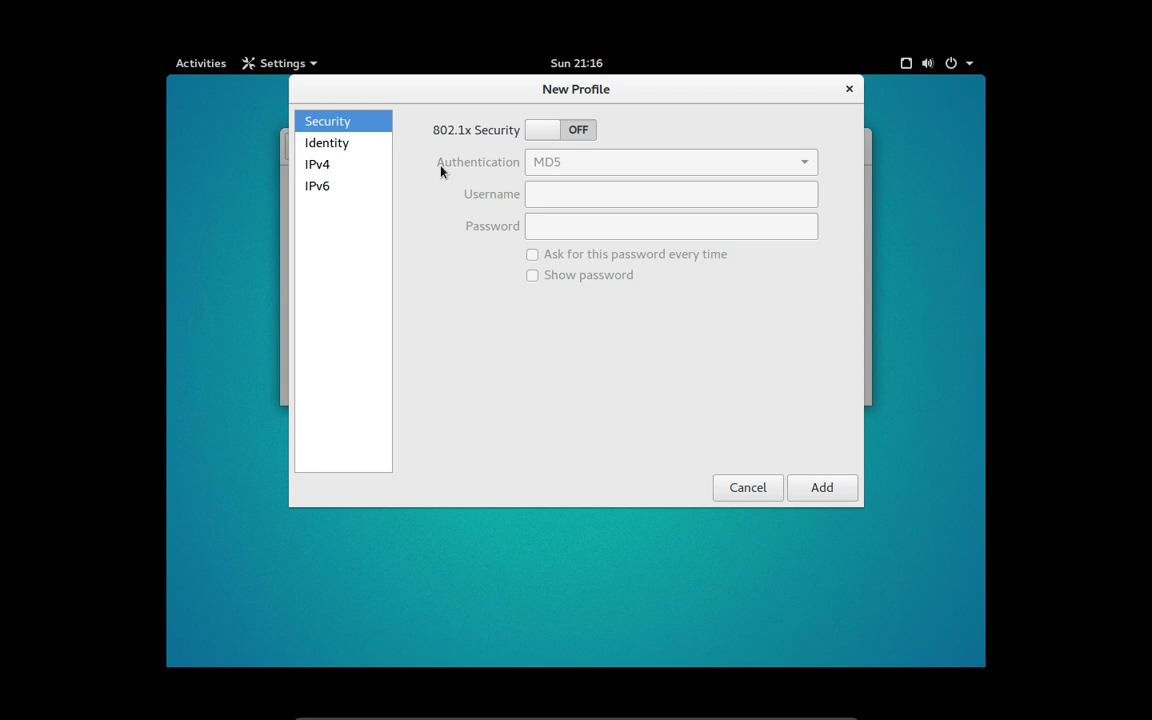 Activities Settings Sun 21:16
New Profile ×
Security
Identity
IPv4
IPv6
802.1x Security OFF
Authentication MD5
Username
Password
Ask for this password every time
Show password
Cancel Add